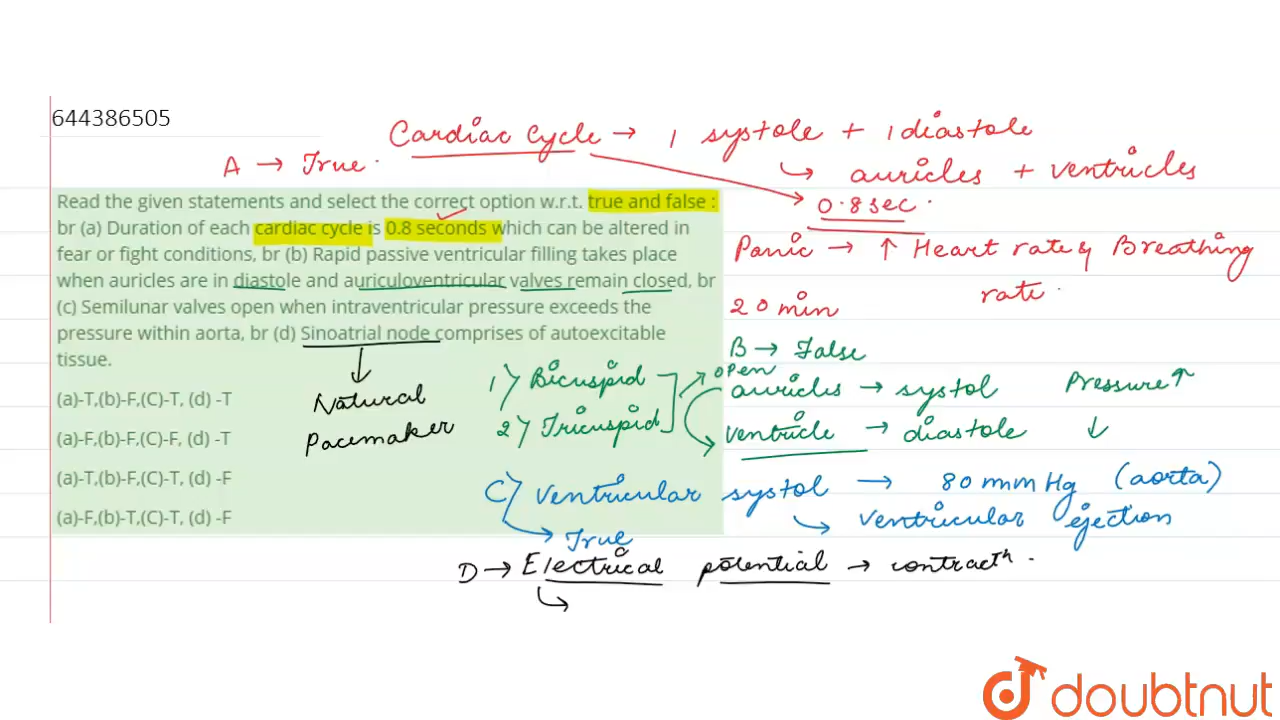 644386505
Cardiac Cycle → 1 systole + 1 diastole
A → True.
↳ auricles + ventricles
0.8 sec.
Read the given statements and select the correct option w.r.t. true and false :
br (a) Duration of each cardiac cycle is 0.8 seconds which can be altered in
fear or fight conditions, br (b) Rapid passive ventricular filling takes place
when auricles are in diastole and auriculoventricular valves remain closed, br
(c) Semilunar valves open when intraventricular pressure exceeds the
pressure within aorta, br (d) Sinoatrial node comprises of autoexcitable
tissue.
(a)-T,(b)-F,(C)-T, (d) -T
(a)-F,(b)-F,(C)-F, (d) -T
(a)-T,(b)-F,(C)-T, (d) -F
(a)-F,(b)-T,(C)-T, (d) -F
Panic → ↑ Heart rate & Breathing
rate.
20 min
B → False
1) Bicuspid
2) Tricuspid
open
auricles → systol Pressure ↑
ventricle → diastole ↓
Natural
Pacemaker
C) ventricular systol → 80 mm Hg (aorta)
↳ ventricular ejection
→ True
D → Electrical potential → contractn.
↳
doubtnut